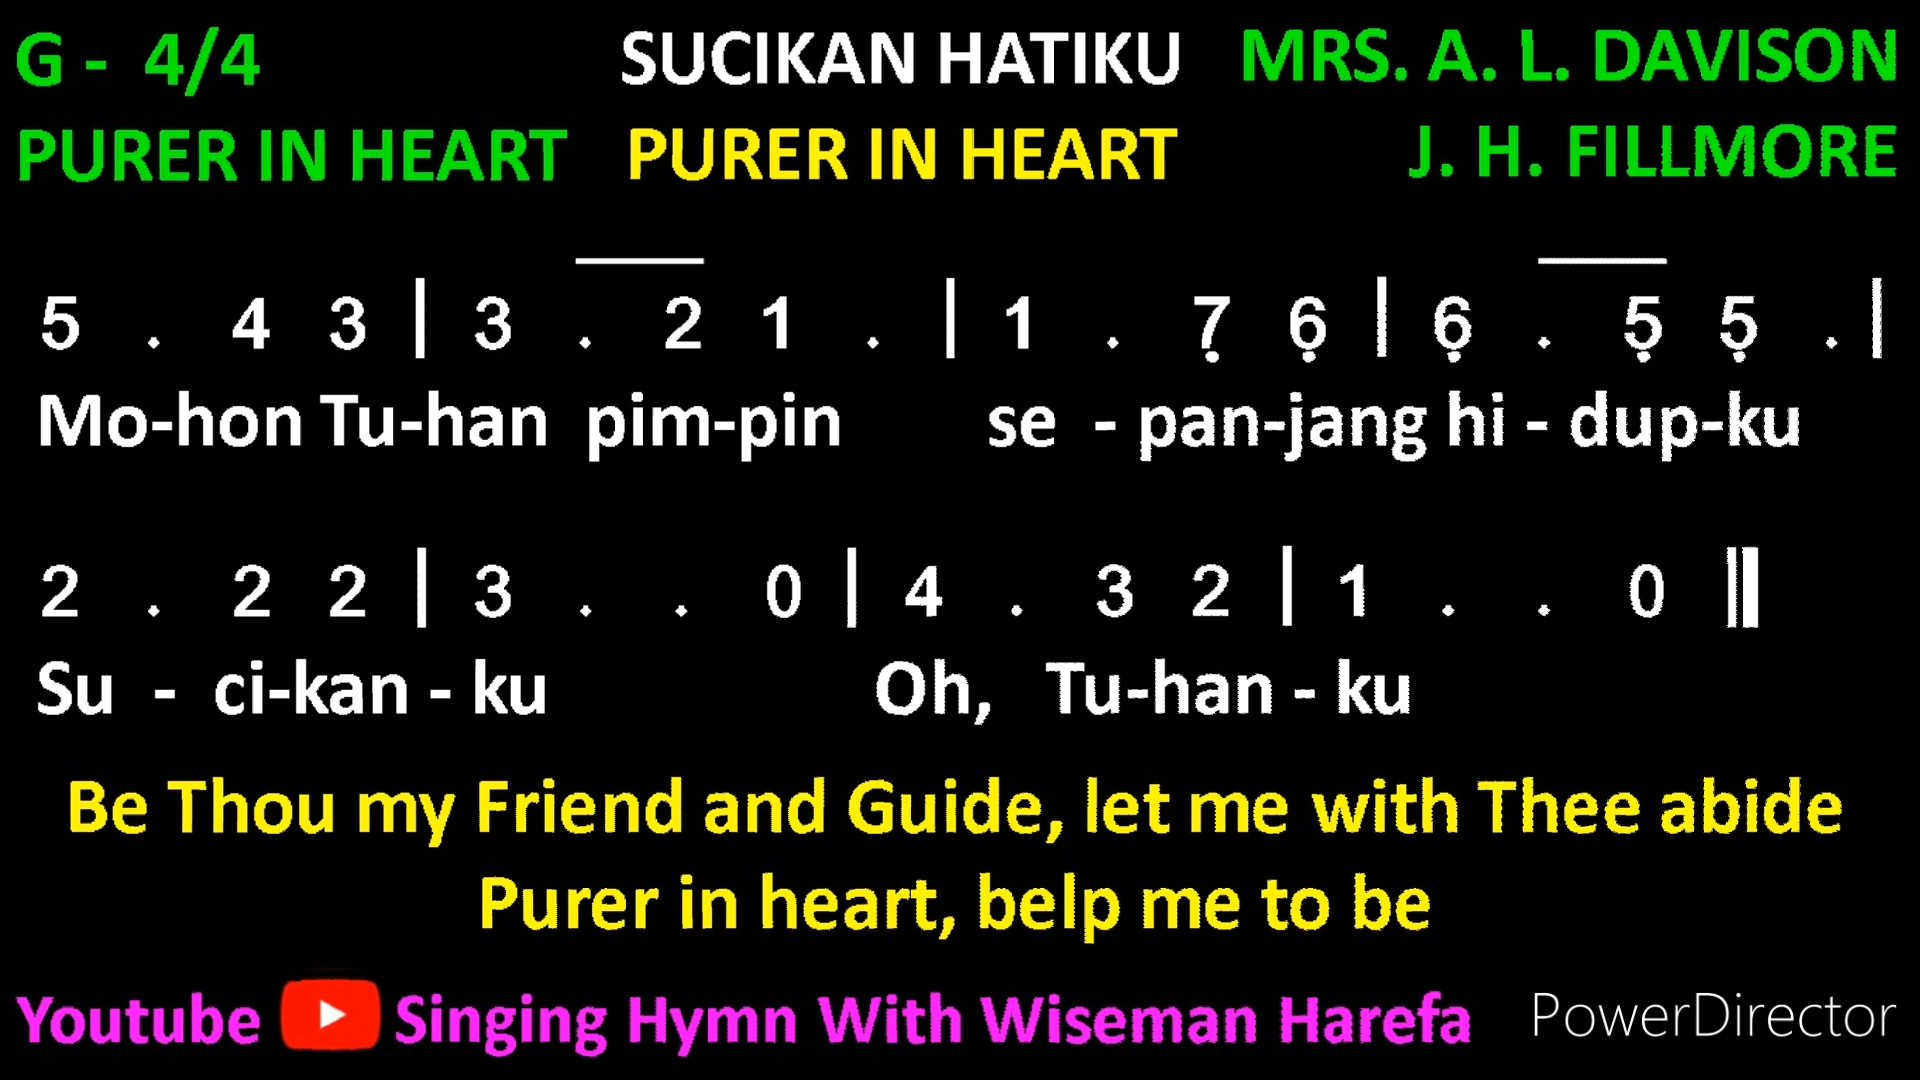 G - 4/4 SUCIKAN HATIKU MRS. A. L. DAVISON
PURER IN HEART PURER IN HEART J. H. FILLMORE
5 . 4 3 | 3 . 2 1 . | 1 . 7̣ 6̣ | 6̣ . 5̣ 5̣ . |
Mo-hon Tu-han pim-pin se - pan-jang hi - dup-ku
2 . 2 2 | 3 . . 0 | 4 . 3 2 | 1 . . 0 ||
Su - ci-kan - ku Oh, Tu-han - ku
Be Thou my Friend and Guide, let me with Thee abide
Purer in heart, belp me to be
Youtube Singing Hymn With Wiseman Harefa PowerDirector